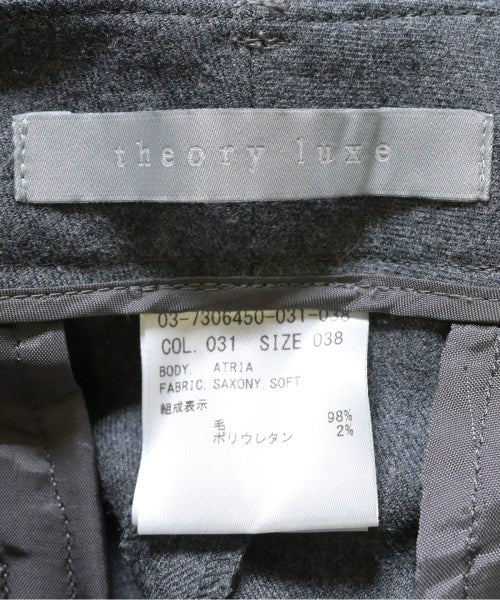 theory luxe
03-7306450-031-038
COL. 031 SIZE 038
BODY. ATRIA
FABRIC. SAXONY, SOFT
組成表示
毛 98%
ポリウレタン 2%